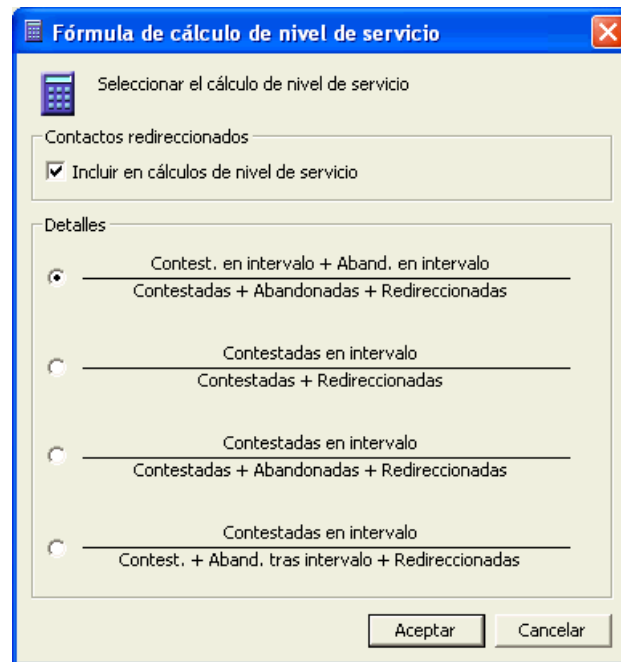 Fórmula de cálculo de nivel de servicio
Seleccionar el cálculo de nivel de servicio
Contactos redireccionados
Incluir en cálculos de nivel de servicio
Detalles
Contest. en intervalo + Aband. en intervalo
Contestadas + Abandonadas + Redireccionadas
Contestadas en intervalo
Contestadas + Redireccionadas
Contestadas en intervalo
Contestadas + Abandonadas + Redireccionadas
Contestadas en intervalo
Contest. + Aband. tras intervalo + Redireccionadas
Aceptar Cancelar